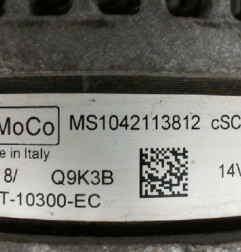 MoCo MS1042113812 cSC
e in Italy
8/ Q9K3B 14V
T-10300-EC